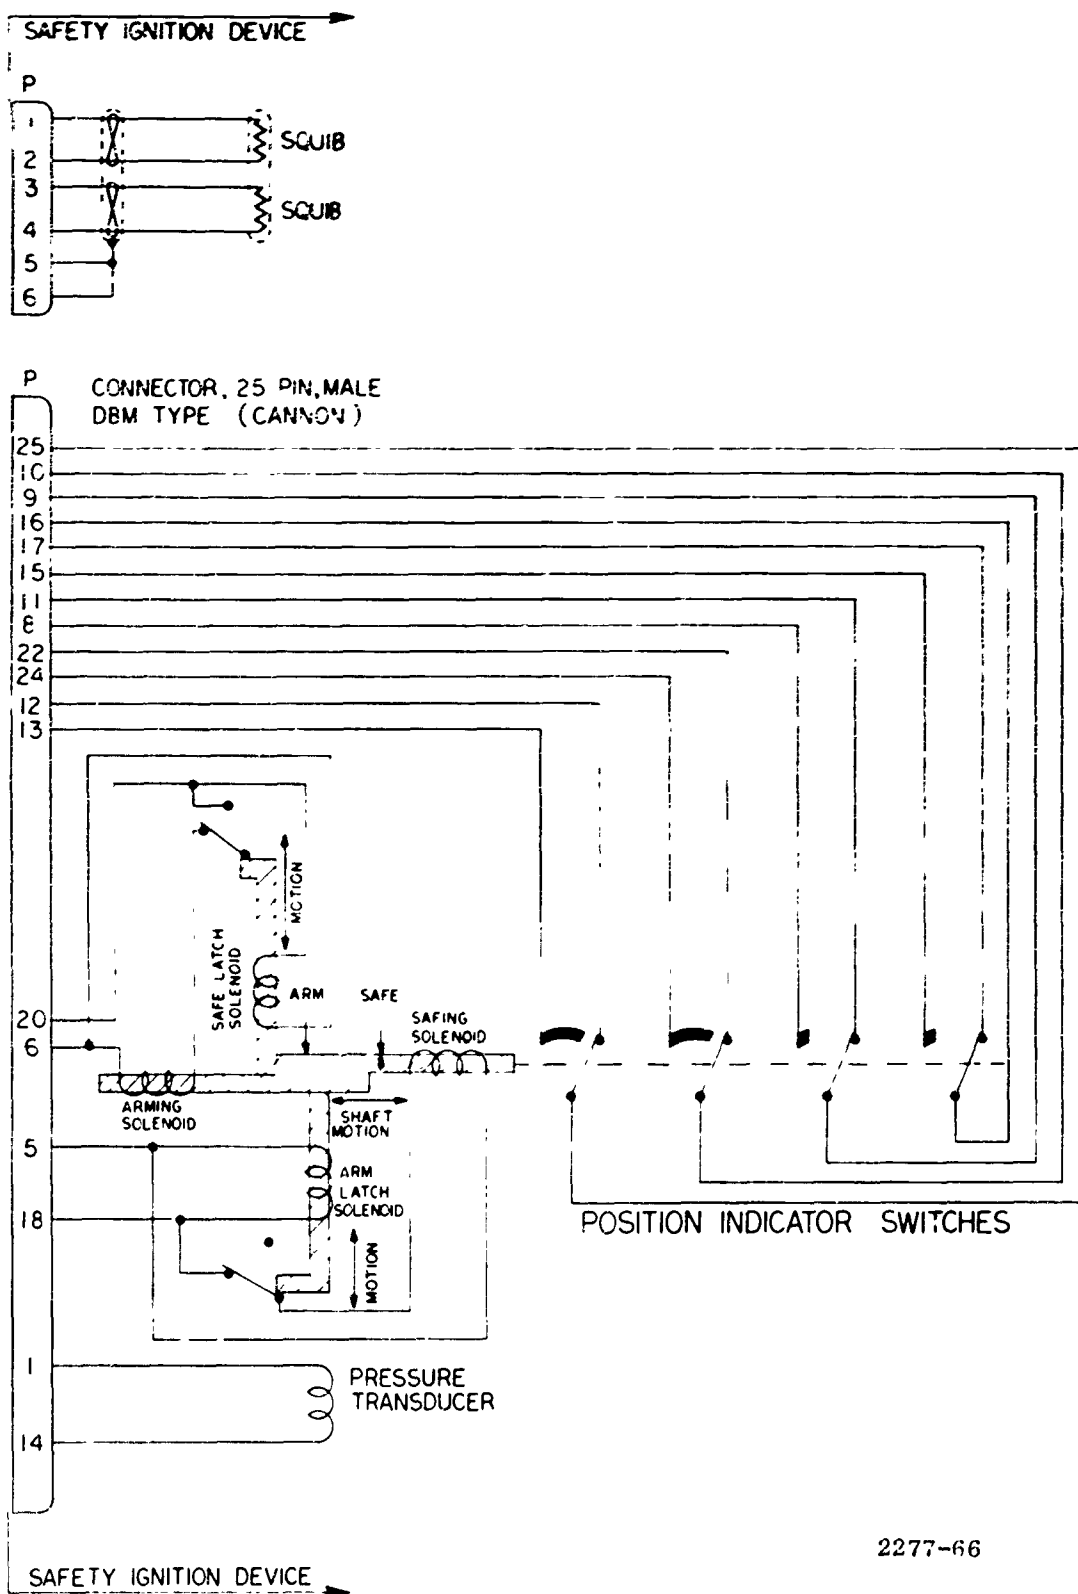 SAFETY IGNITION DEVICE
P
1
2
3
4
5
6
SQUIB
SQUIB
P
CONNECTOR, 25 PIN, MALE
DBM TYPE (CANNON)
25
10
9
16
17
15
11
8
22
24
12
13
20
6
5
18
1
14
MOTION
SAFE LATCH
SOLENOID
ARM
SAFE
SAFING
SOLENOID
ARMING
SOLENOID
SHAFT
MOTION
ARM
LATCH
SOLENOID
MOTION
POSITION INDICATOR SWITCHES
PRESSURE
TRANSDUCER
2277-66
SAFETY IGNITION DEVICE